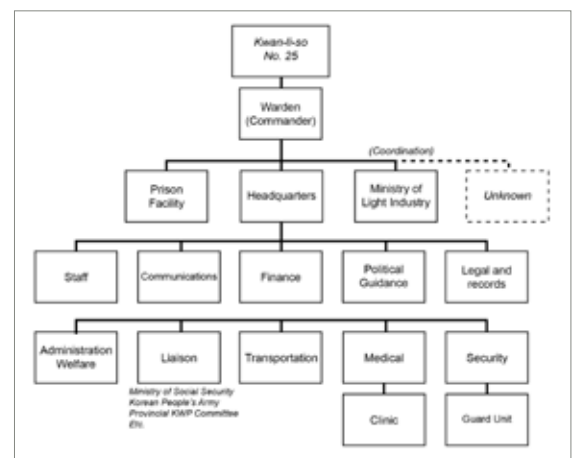 Kwan-li-so
No. 25
Warden
(Commander)
(Coordination)
Prison
Facility
Headquarters
Ministry of
Light Industry
Unknown
Staff
Communications
Finance
Political
Guidance
Legal and
records
Administration
Welfare
Liaison
Transportation
Medical
Security
Ministry of Social Security
Korean People's Army
Provincial KWP Committee
Etc.
Clinic
Guard Unit